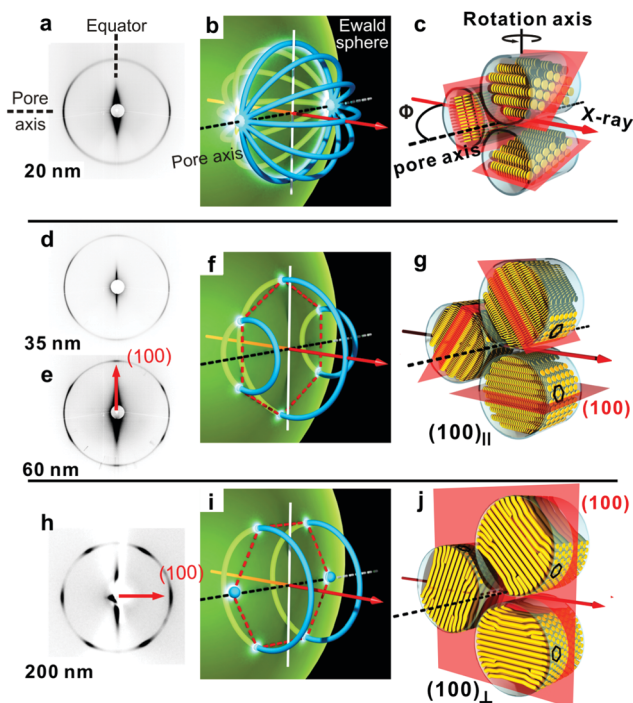 a
Equator
Pore
axis
20 nm
b
Ewald
sphere
Pore axis
c
Rotation axis
Φ
X-ray
pore axis
d
35 nm
e
(100)
60 nm
f
g
(100)
(100)||
h
(100)
200 nm
i
j
(100)
(100)⊥